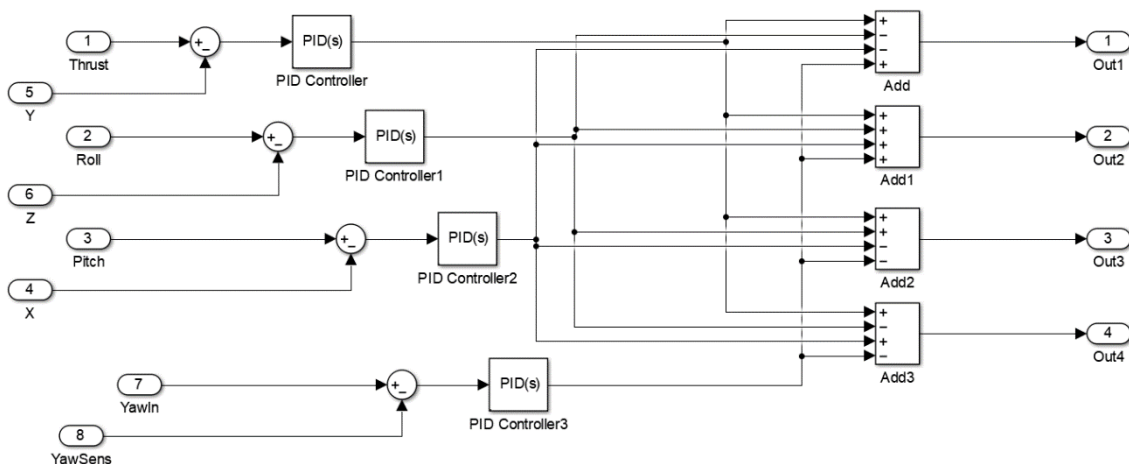 1
Thrust
+
−
PID(s)
PID Controller
5
Y
2
Roll
+
−
PID(s)
PID Controller1
6
Z
3
Pitch
+
−
PID(s)
PID Controller2
4
X
7
YawIn
+
−
PID(s)
PID Controller3
8
YawSens
+
−
−
+
Add
1
Out1
+
+
+
+
Add1
2
Out2
+
+
−
−
Add2
3
Out3
+
−
+
−
Add3
4
Out4